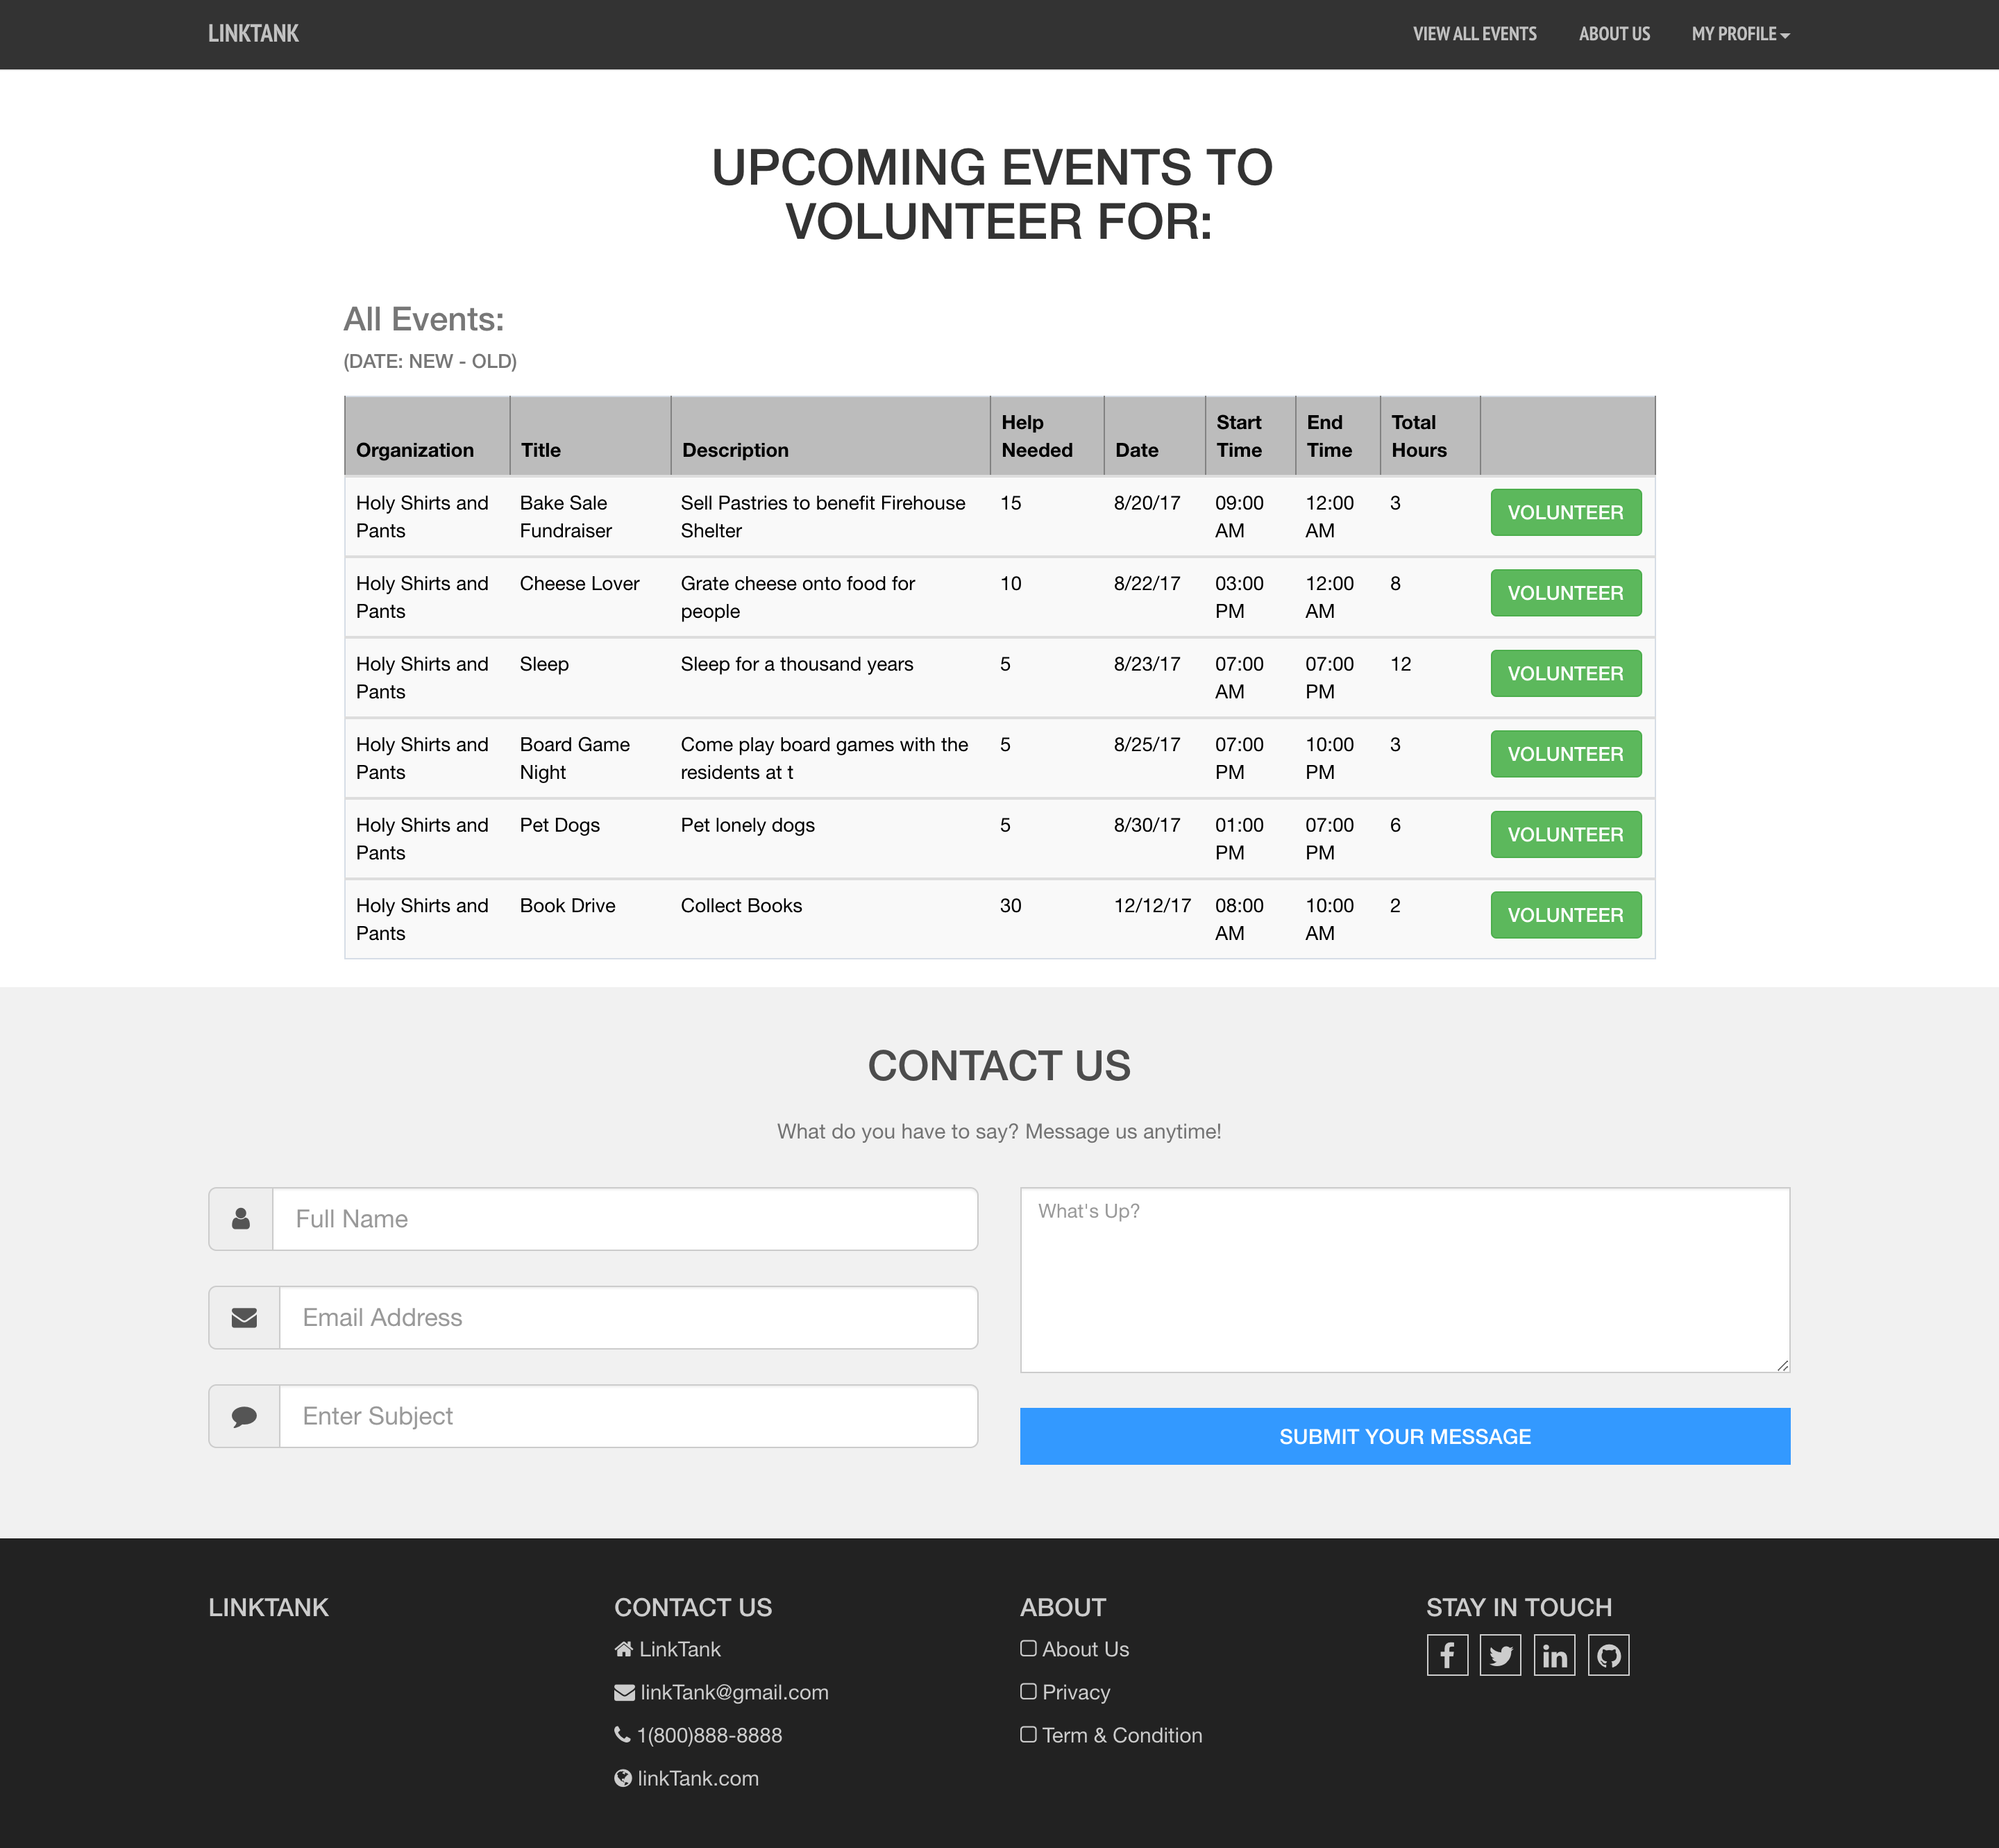 LINKTANK
VIEW ALL EVENTS
ABOUT US
MY PROFILE
UPCOMING EVENTS TO
VOLUNTEER FOR:
All Events:
(DATE: NEW - OLD)
Organization Title Description Help Needed Date Start Time End Time Total Hours
Holy Shirts and Pants Bake Sale Fundraiser Sell Pastries to benefit Firehouse Shelter 15 8/20/17 09:00 AM 12:00 AM 3 VOLUNTEER
Holy Shirts and Pants Cheese Lover Grate cheese onto food for people 10 8/22/17 03:00 PM 12:00 AM 8 VOLUNTEER
Holy Shirts and Pants Sleep Sleep for a thousand years 5 8/23/17 07:00 AM 07:00 PM 12 VOLUNTEER
Holy Shirts and Pants Board Game Night Come play board games with the residents at t 5 8/25/17 07:00 PM 10:00 PM 3 VOLUNTEER
Holy Shirts and Pants Pet Dogs Pet lonely dogs 5 8/30/17 01:00 PM 07:00 PM 6 VOLUNTEER
Holy Shirts and Pants Book Drive Collect Books 30 12/12/17 08:00 AM 10:00 AM 2 VOLUNTEER
CONTACT US
What do you have to say? Message us anytime!
Full Name
Email Address
Enter Subject
What's Up?
SUBMIT YOUR MESSAGE
LINKTANK
CONTACT US
LinkTank
linkTank@gmail.com
1(800)888-8888
linkTank.com
ABOUT
About Us
Privacy
Term & Condition
STAY IN TOUCH